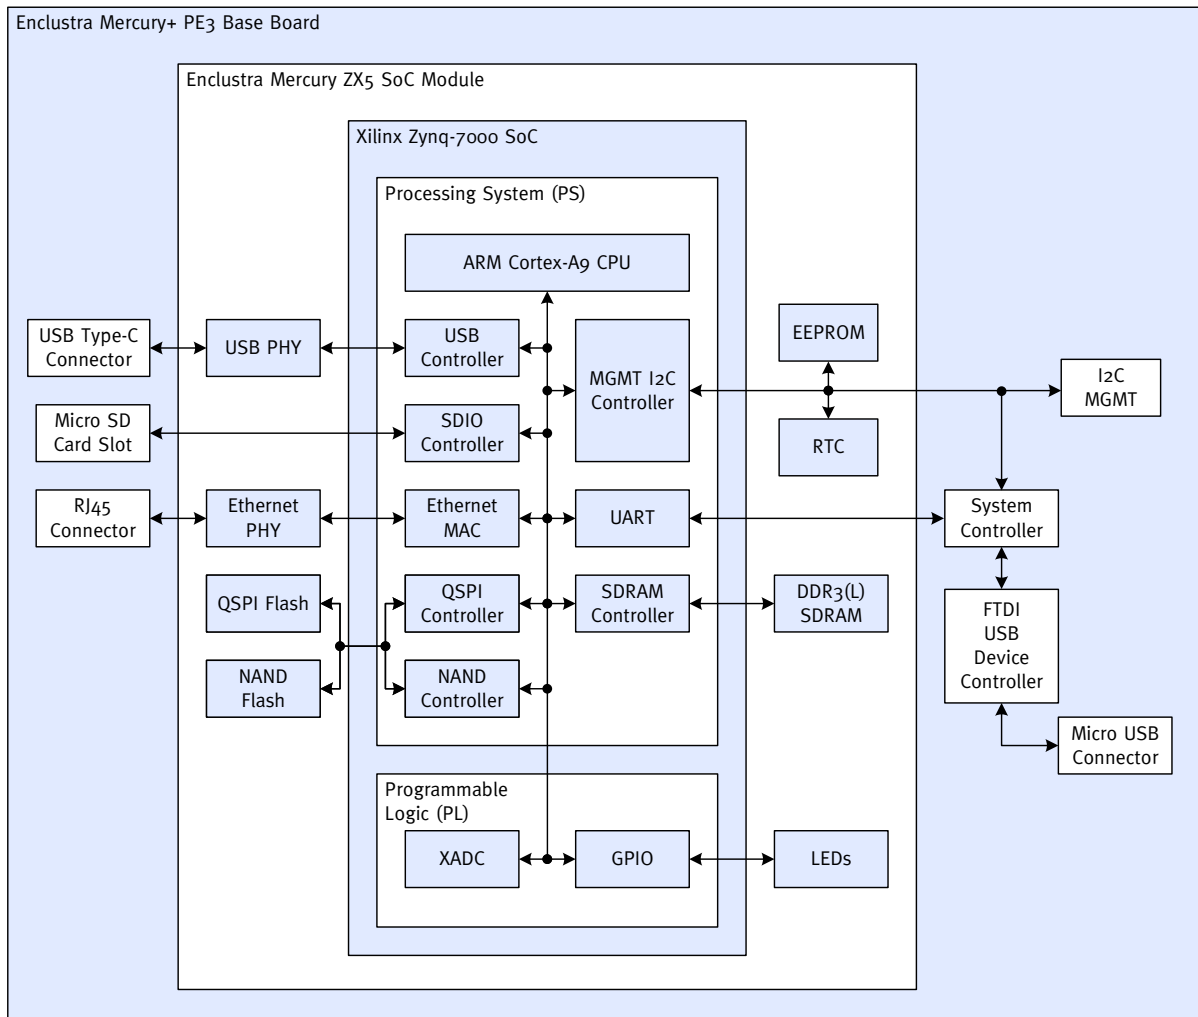 Enclustra Mercury+ PE3 Base Board
Enclustra Mercury ZX5 SoC Module
Xilinx Zynq-7000 SoC
Processing System (PS)
ARM Cortex-A9 CPU
USB Type-C
Connector
USB PHY
USB
Controller
MGMT I2C
Controller
EEPROM
I2C
MGMT
Micro SD
Card Slot
SDIO
Controller
RTC
RJ45
Connector
Ethernet
PHY
Ethernet
MAC
UART
System
Controller
QSPI Flash
QSPI
Controller
SDRAM
Controller
DDR3(L)
SDRAM
FTDI
USB
Device
Controller
NAND
Flash
NAND
Controller
Micro USB
Connector
Programmable
Logic (PL)
XADC
GPIO
LEDs